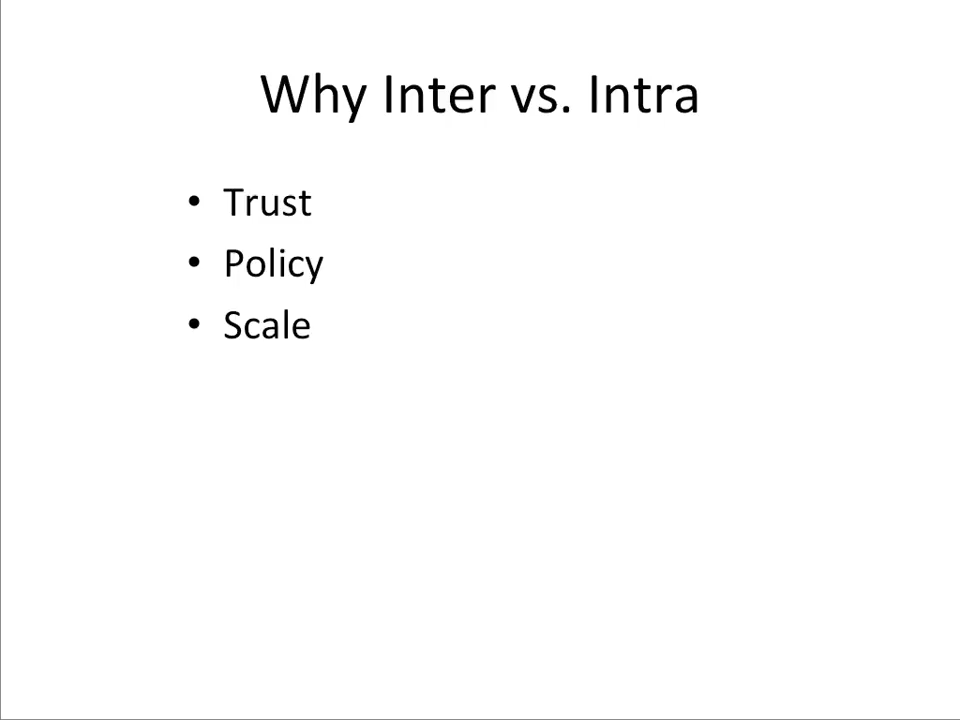 Why Inter vs. Intra
• Trust
• Policy
• Scale